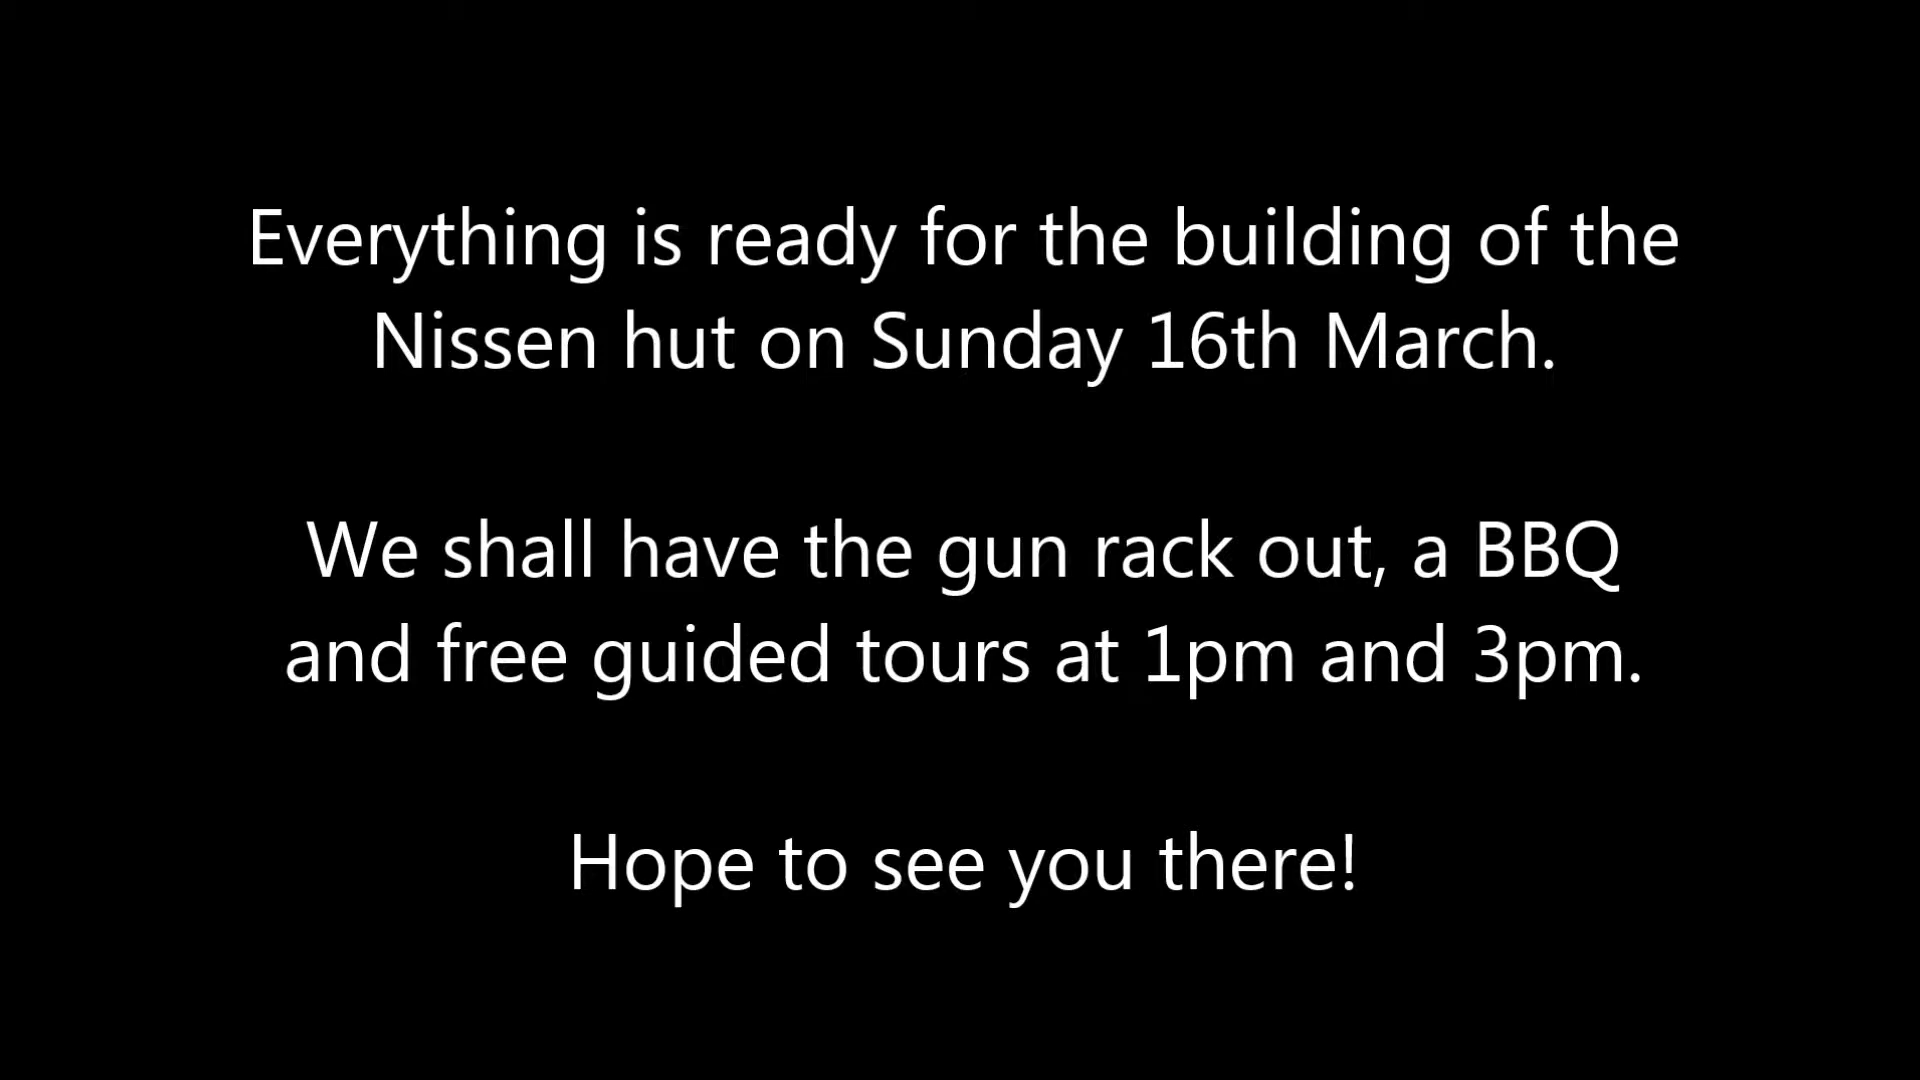 Everything is ready for the building of the
Nissen hut on Sunday 16th March.
We shall have the gun rack out, a BBQ
and free guided tours at 1pm and 3pm.
Hope to see you there!